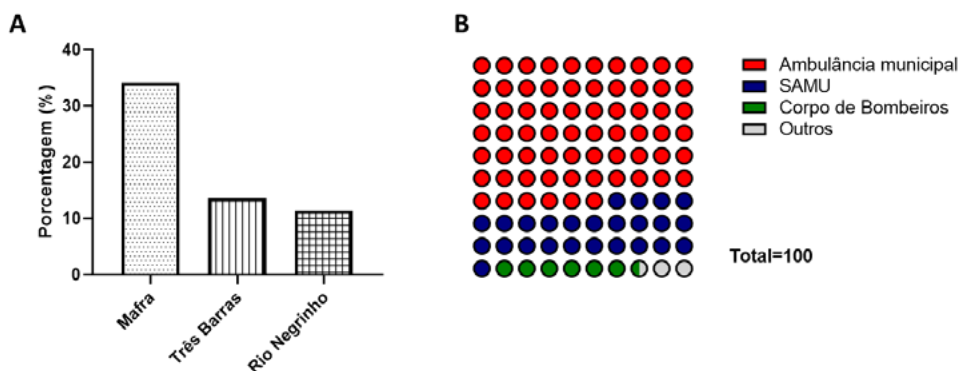 A
Porcentagem (%)
40
30
20
10
0
Mafra
Três Barras
Rio Negrinho
B
Ambulância municipal
SAMU
Corpo de Bombeiros
Outros
Total=100